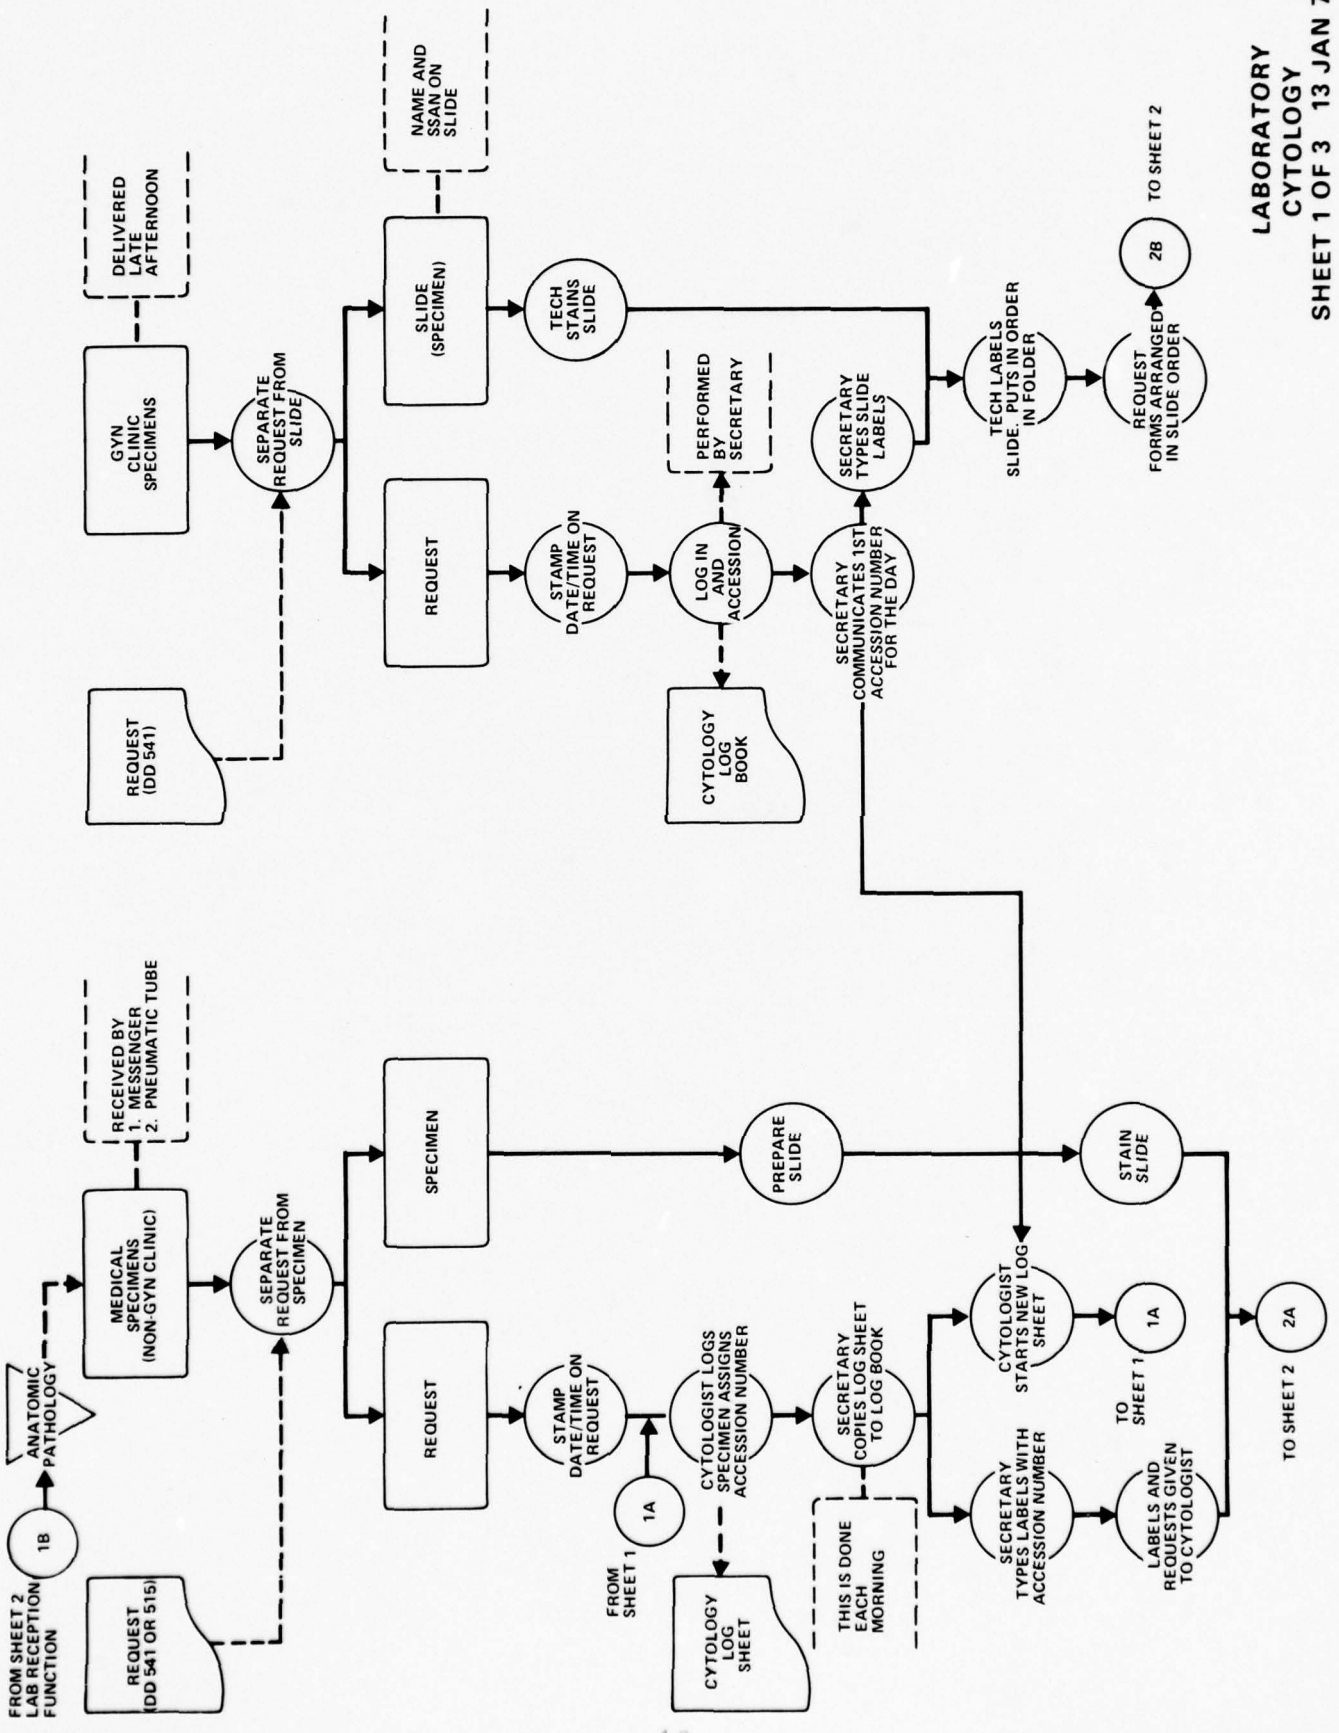 FROM SHEET 2
LAB RECEPTION
FUNCTION
1B
ANATOMIC
PATHOLOGY
REQUEST
(DD 541 OR 515)
MEDICAL
SPECIMENS
(NON-GYN CLINIC)
RECEIVED BY
1. MESSENGER
2. PNEUMATIC TUBE
SEPARATE
REQUEST FROM
SPECIMEN
REQUEST
SPECIMEN
STAMP
DATE/TIME ON
REQUEST
FROM
SHEET 1
1A
CYTOLOGIST LOGS
SPECIMEN ASSIGNS
ACCESSION NUMBER
CYTOLOGY
LOG
SHEET
PREPARE
SLIDE
SECRETARY
COPIES LOG SHEET
TO LOG BOOK
THIS IS DONE
EACH
MORNING
SECRETARY
TYPES LABELS WITH
ACCESSION NUMBER
CYTOLOGIST
STARTS NEW LOG
SHEET
STAIN
SLIDE
LABELS AND
REQUESTS GIVEN
TO CYTOLOGIST
TO
SHEET 1
1A
TO SHEET 2
2A
REQUEST
(DD 541)
GYN
CLINIC
SPECIMENS
DELIVERED
LATE
AFTERNOON
SEPARATE
REQUEST FROM
SLIDE
REQUEST
SLIDE
(SPECIMEN)
NAME AND
SSAN ON
SLIDE
STAMP
DATE/TIME ON
REQUEST
TECH
STAINS
SLIDE
CYTOLOGY
LOG
BOOK
LOG IN
AND
ACCESSION
PERFORMED
BY
SECRETARY
SECRETARY
COMMUNICATES 1ST
ACCESSION NUMBER
FOR THE DAY
SECRETARY
TYPES SLIDE
LABELS
TECH LABELS
SLIDE. PUTS IN ORDER
IN FOLDER
REQUEST
FORMS ARRANGED
IN SLIDE ORDER
2B
TO SHEET 2
LABORATORY
CYTOLOGY
SHEET 1 OF 3 13 JAN